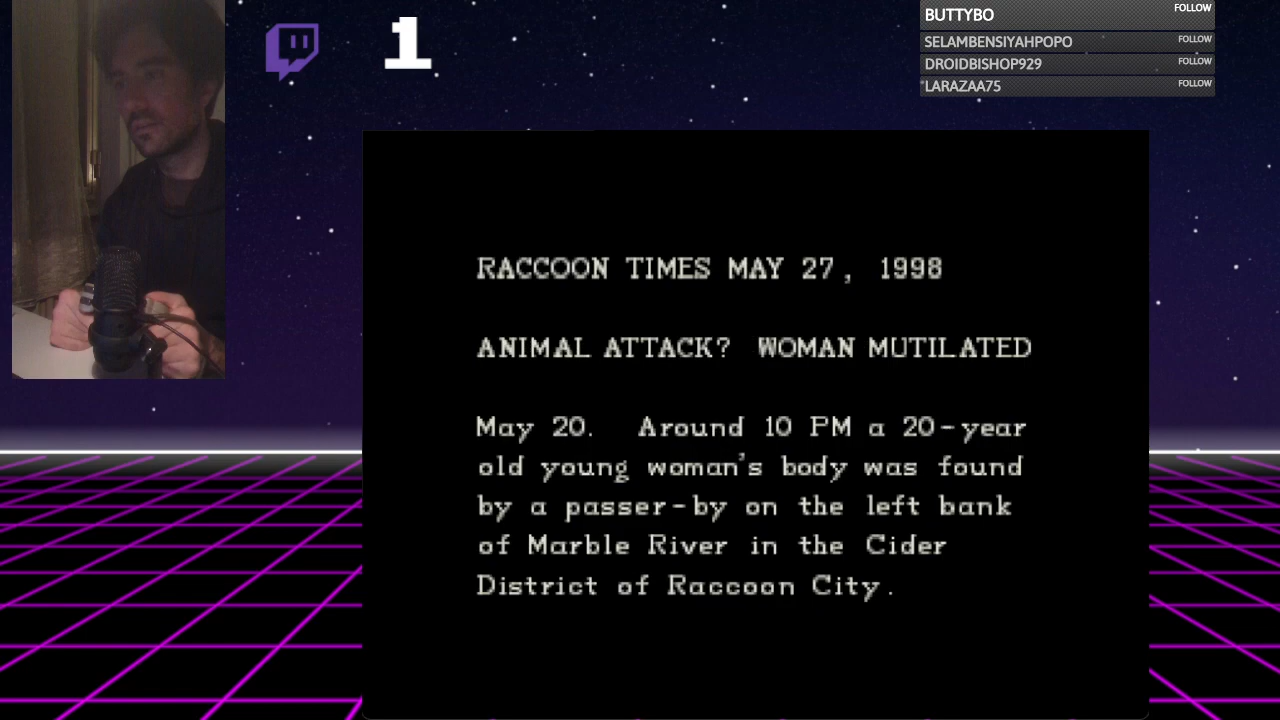 1
BUTTYBO FOLLOW
SELAMBENSIYAHPOPO FOLLOW
DROIDBISHOP929 FOLLOW
LARAZAA75 FOLLOW
RACCOON TIMES MAY 27, 1998
ANIMAL ATTACK? WOMAN MUTILATED
May 20. Around 10 PM a 20-year
old young woman's body was found
by a passer-by on the left bank
of Marble River in the Cider
District of Raccoon City.